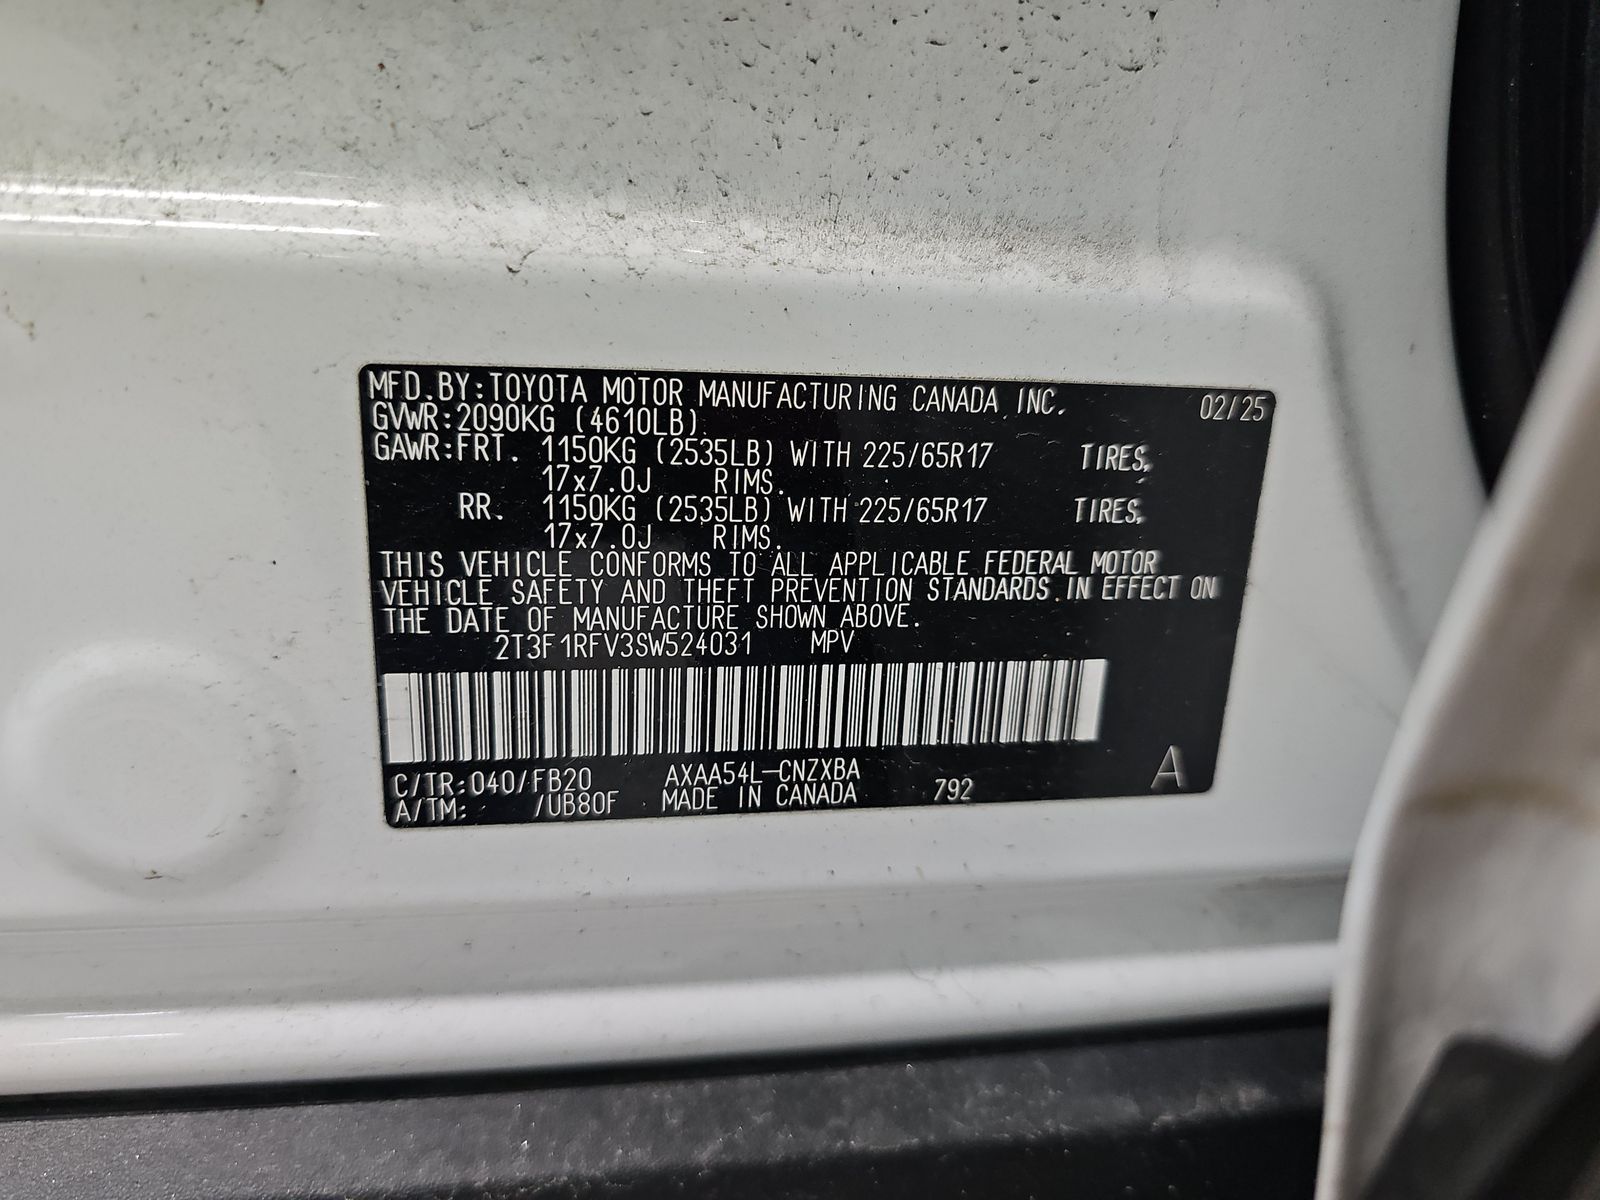 MFD.BY:TOYOTA MOTOR MANUFACTURING CANADA INC. 02/25
GVWR:2090KG (4610LB)
GAWR:FRT. 1150KG (2535LB) WITH 225/65R17 TIRES,
17x7.0J RIMS.
RR. 1150KG (2535LB) WITH 225/65R17 TIRES,
17x7.0J RIMS.
THIS VEHICLE CONFORMS TO ALL APPLICABLE FEDERAL MOTOR
VEHICLE SAFETY AND THEFT PREVENTION STANDARDS IN EFFECT ON
THE DATE OF MANUFACTURE SHOWN ABOVE.
2T3F1RFV3SW524031 MPV
C/TR:040/FB20 AXAA54L-CNZXBA
A/TM: /UB80F MADE IN CANADA 792 A